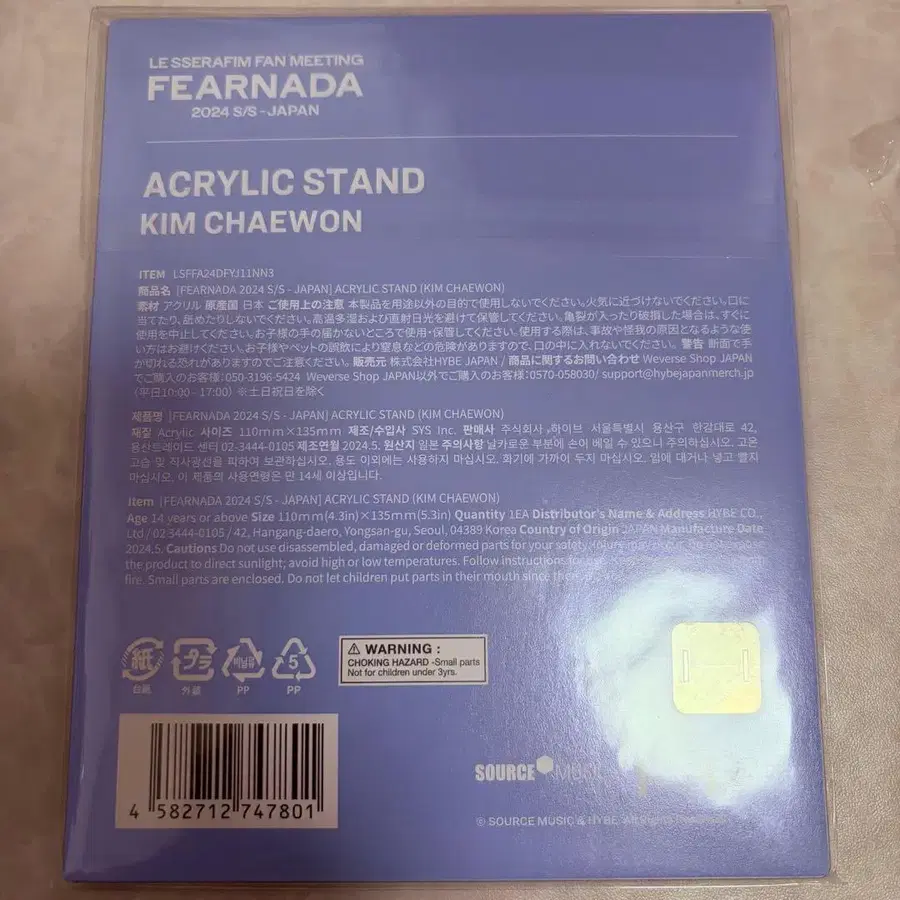 LE SSERAFIM FAN MEETING
FEARNADA
2024 S/S - JAPAN
ACRYLIC STAND
KIM CHAEWON
ITEM LSFFA24DFYJ11NN3
商品名 [FEARNADA 2024 S/S - JAPAN] ACRYLIC STAND (KIM CHAEWON)
素材 アクリル 原産国 日本 ご使用上の注意 本製品を用途以外の目的で使用しないでください。火気に近づけないでください。口に
当てたり、舐めたりしないでください。高温多湿および直射日光を避けて保管してください。亀裂が入ったり破損した場合は、すぐに
使用を中止してください。お子様の手の届かないところで使用・保管してください。使用する際は、事故や怪我の原因となるような使
い方はお避けください。お子様やペットの誤飲により窒息などの危険がありますので、口の中に入れないでください。警告 断面で手
が切れる恐れがありますのでご注意ください。販売元 株式会社HYBE JAPAN / 商品に関するお問い合わせ Weverse Shop JAPAN
でご購入のお客様：050-3196-5424 Weverse Shop JAPAN以外でご購入のお客様：0570-058030/ support@hybejapanmerch.jp
(平日10:00 - 17:00) ※土日祝日を除く
제품명 [FEARNADA 2024 S/S - JAPAN] ACRYLIC STAND (KIM CHAEWON)
재질 Acrylic 사이즈 110mm×135mm 제조/수입사 SYS Inc. 판매사 주식회사 하이브 서울특별시 용산구 한강대로 42,
용산트레이드 센터 02-3444-0105 제조연월 2024.5. 원산지 일본 주의사항 날카로운 부분에 손이 베일 수 있으니 주의하십시오. 고온
고습 및 직사광선을 피하여 보관하십시오. 용도 이외에는 사용하지 마십시오. 화기에 가까이 두지 마십시오. 입에 대거나 넣고 빨지
마십시오. 이 제품의 사용연령은 만 14세 이상입니다.
Item [FEARNADA 2024 S/S - JAPAN] ACRYLIC STAND (KIM CHAEWON)
Age 14 years or above Size 110mm(4.3in)×135mm(5.3in) Quantity 1EA Distributor's Name & Address HYBE CO.,
Ltd / 02-3444-0105 / 42, Hangang-daero, Yongsan-gu, Seoul, 04389 Korea Country of Origin JAPAN Manufacture Date
2024.5. Cautions Do not use disassembled, damaged or deformed parts for your safety. Injury may occur. Do not expose
the product to direct sunlight; avoid high or low temperatures. Follow instructions for use.
fire. Small parts are enclosed. Do not let children put parts in their mouth since
紙 プラ 비닐류 5
台紙 外装 PP PP
WARNING :
CHOKING HAZARD -Small parts
Not for children under 3yrs.
4 582712 747801
SOURCE MUSIC
© SOURCE MUSIC & HYBE. All Rights Reserved.